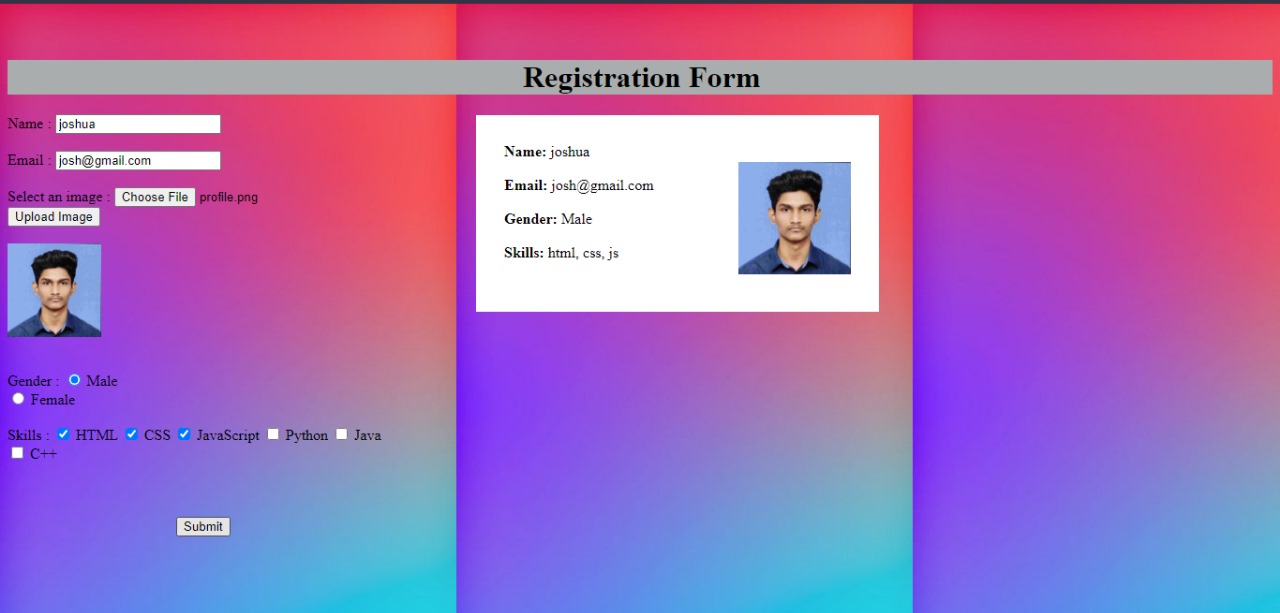 Registration Form
Name : joshua
Email : josh@gmail.com
Select an image : Choose File profile.png
Upload Image
Gender : Male
Female
Skills : HTML CSS JavaScript Python Java
C++
Submit
Name: joshua
Email: josh@gmail.com
Gender: Male
Skills: html, css, js